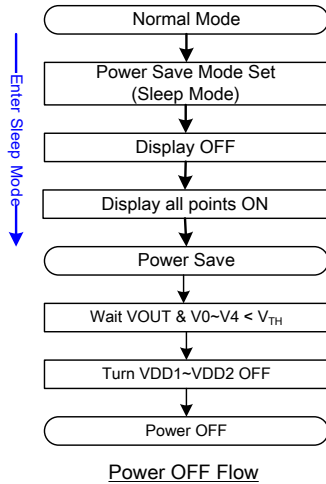 Normal Mode
Enter Sleep Mode
Power Save Mode Set
(Sleep Mode)
Display OFF
Display all points ON
Power Save
Wait VOUT & V0~V4 < VTH
Turn VDD1~VDD2 OFF
Power OFF
Power OFF Flow